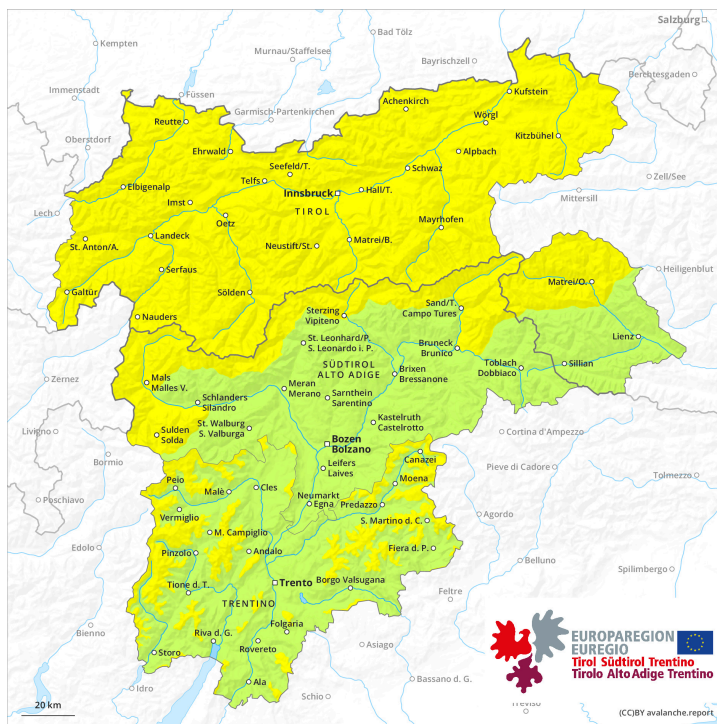 Salzburg
Bad Tölz
Kempten
Murnau/Staffelsee
Bayrischzell
Berchtesgaden
Immenstadt
Füssen
Garmisch-Partenkirchen
Achenkirch
Kufstein
Reutte
Wörgl
Oberstdorf
Ehrwald
Kitzbühel
Alpbach
Seefeld/T.
Telfs
Schwaz
Zell/See
Elbigenalp
Innsbruck
Hall/T.
Mittersill
Imst
TIROL
Lech
Oetz
Mayrhofen
St. Anton/A.
Landeck
Neustift/St.
Matrei/B.
Serfaus
Heiligenblut
Galtür
Sölden
Matrei/O.
Nauders
Sterzing
Vipiteno
Sand/T.
Campo Tures
Lienz
St. Leonhard/P.
S. Leonardo i. P.
Bruneck
Brunico
Toblach
Dobbiaco
Sillian
SÜDTIROL
ALTO ADIGE
Brixen
Bressanone
Zernez
Mals
Malles V.
Meran
Merano
Schlanders
Silandro
Sarnthein
Sarentino
Livigno
St. Walburg
S. Valburga
Kastelruth
Castelrotto
Cortina d'Ampezzo
Sulden
Solda
Bozen
Bolzano
Bormio
Canazei
Pieve di Cadore
Leifers
Laives
Tolmezzo
Poschiavo
Peio
Malè
Cles
Moena
Neumarkt
Egna
Predazzo
Vermiglio
Agordo
S. Martino d. C.
M. Campiglio
Edolo
Pinzolo
Andalo
Fiera d. P.
Belluno
Spilimbergo
Trento
Tione d. T.
Borgo Valsugana
Feltre
TRENTINO
Bienno
Riva d. G.
Folgaria
Storo
Rovereto
Asiago
EUROPAREGION
EUREGIO
Tirol Südtirol Trentino
Tirolo Alto Adige Trentino
Ala
Idro
Bassano d. G.
Schio
Treviso
20 km
(CC)BY avalanche.report